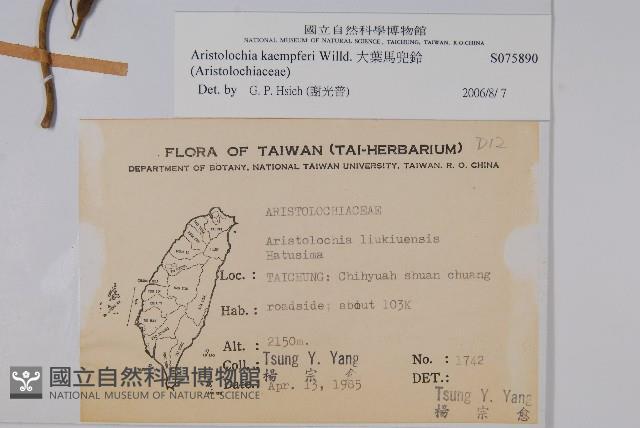 國立自然科學博物館
NATIONAL MUSEUM OF NATURAL SCIENCE, TAICHUNG, TAIWAN, R.O.CHINA
Aristolochia kaempferi Willd. 大葉馬兜鈴 S075890
(Aristolochiaceae)
Det. by G. P. Hsieh (謝光普) 2006/8/7
D12
FLORA OF TAIWAN (TAI-HERBARIUM)
DEPARTMENT OF BOTANY, NATIONAL TAIWAN UNIVERSITY, TAIWAN, R. O. CHINA
ARISTOLOCHIACEAE
Aristolochia liukiuensis
Hatusima
Loc. : TAICHUNG: Chihyuah shuan chuang
Hab. : roadside; about 103K
Alt. : 2150m.
Coll. : Tsung Y. Yang No. : 1742
楊宗愈
Date. : Apr. 13, 1985 DET. :
Tsung Y. Yang
楊宗愈
國立自然科學博物館
NATIONAL MUSEUM OF NATURAL SCIENCE